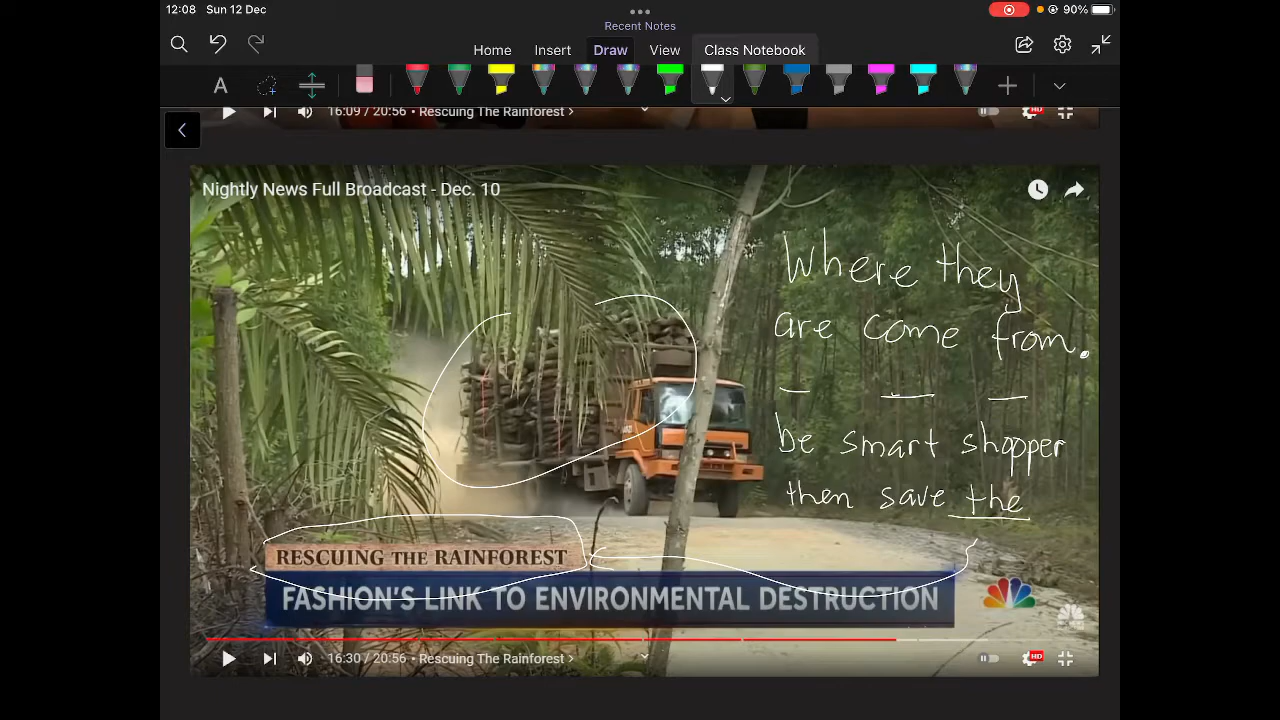 12:08 Sun 12 Dec
90%
Recent Notes
Home Insert Draw View Class Notebook
A
16:09 / 20:56 • Rescuing The Rainforest >
HD
Nightly News Full Broadcast - Dec. 10
Where they
are come from.
be smart shopper
then save the
RESCUING THE RAINFOREST
FASHION'S LINK TO ENVIRONMENTAL DESTRUCTION
16:30 / 20:56 • Rescuing The Rainforest >
HD